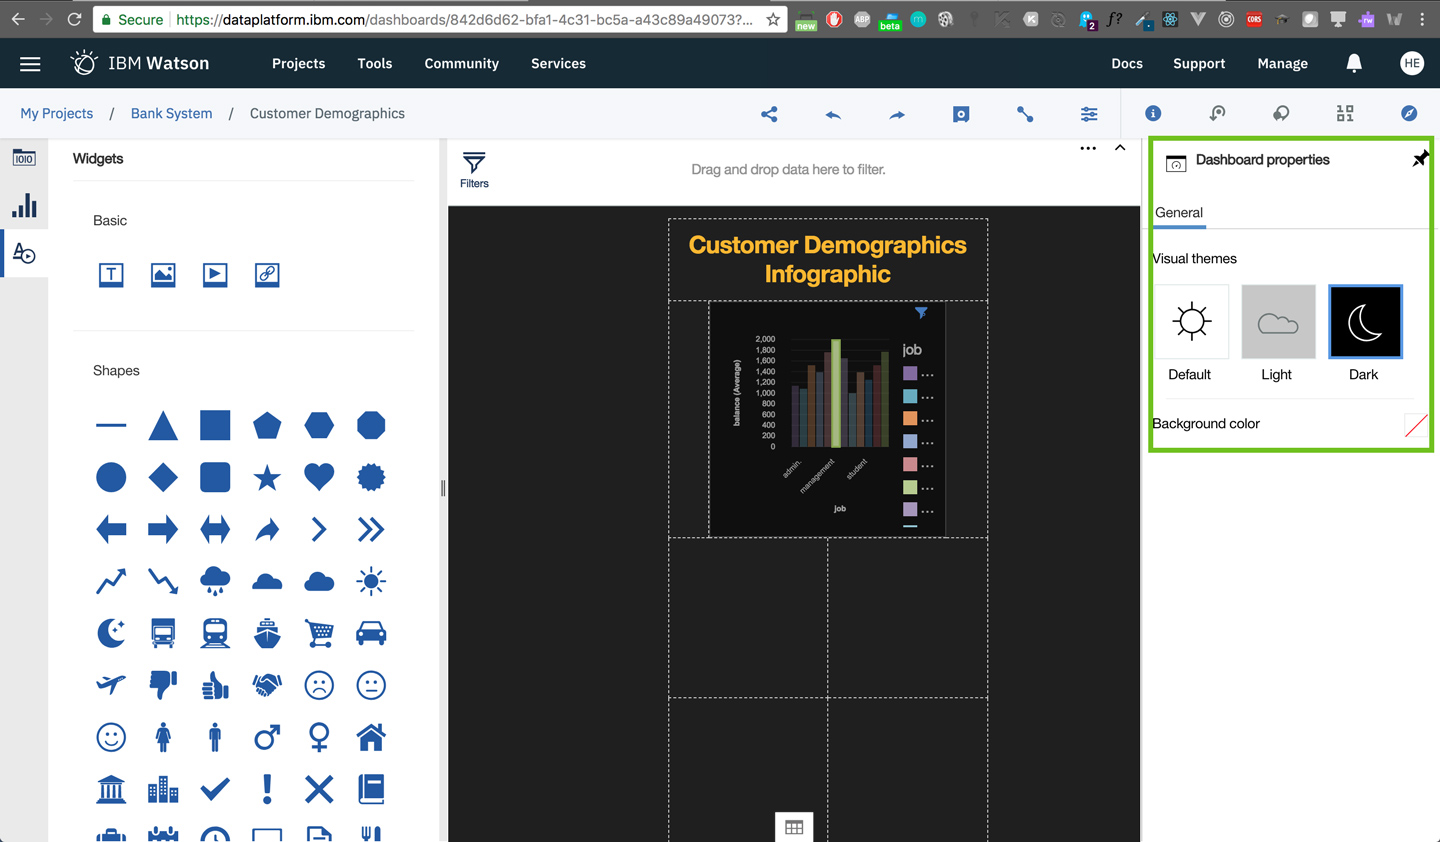 Secure
https://dataplatform.ibm.com/dashboards/842d6d62-bfa1-4c31-bc5a-a43c89a49073?...
new
ABP
beta
m
K
2
f?
CORS
rw
IBM Watson
Projects
Tools
Community
Services
Docs
Support
Manage
HE
My Projects / Bank System / Customer Demographics
Widgets
Basic
T
Shapes
Filters
Drag and drop data here to filter.
Customer Demographics
Infographic
2,000
1,800
1,600
1,400
1,200
1,000
800
600
400
200
0
balance (Average)
admin.
management
student
job
job
...
...
...
...
...
...
...
Dashboard properties
General
Visual themes
Default
Light
Dark
Background color